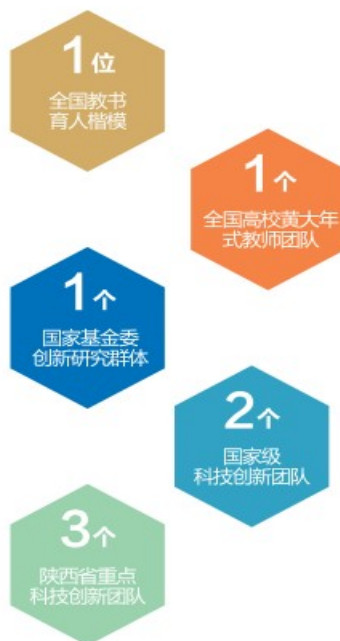 1位
全国教书
育人楷模
1个
全国高校黄大年
式教师团队
1个
国家基金委
创新研究群体
2个
国家级
科技创新团队
3个
陕西省重点
科技创新团队